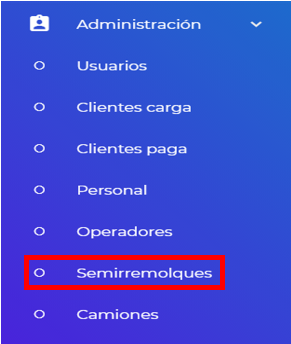 Administración
Usuarios
Clientes carga
Clientes paga
Personal
Operadores
Semirremolques
Camiones